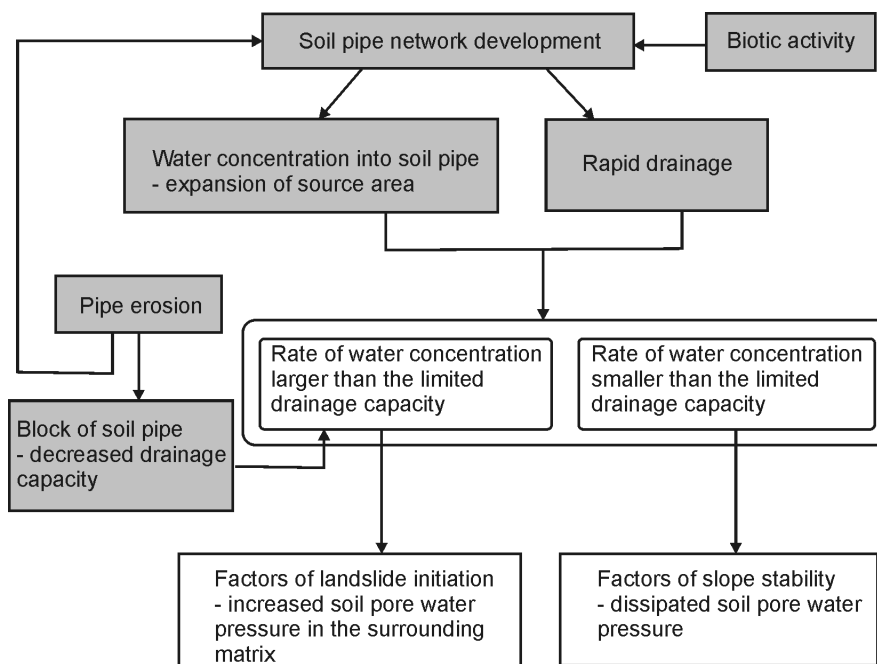 Soil pipe network development
Biotic activity
Water concentration into soil pipe
- expansion of source area
Rapid drainage
Pipe erosion
Rate of water concentration
larger than the limited
drainage capacity
Rate of water concentration
smaller than the limited
drainage capacity
Block of soil pipe
- decreased drainage
capacity
Factors of landslide initiation
- increased soil pore water
pressure in the surrounding
matrix
Factors of slope stability
- dissipated soil pore water
pressure